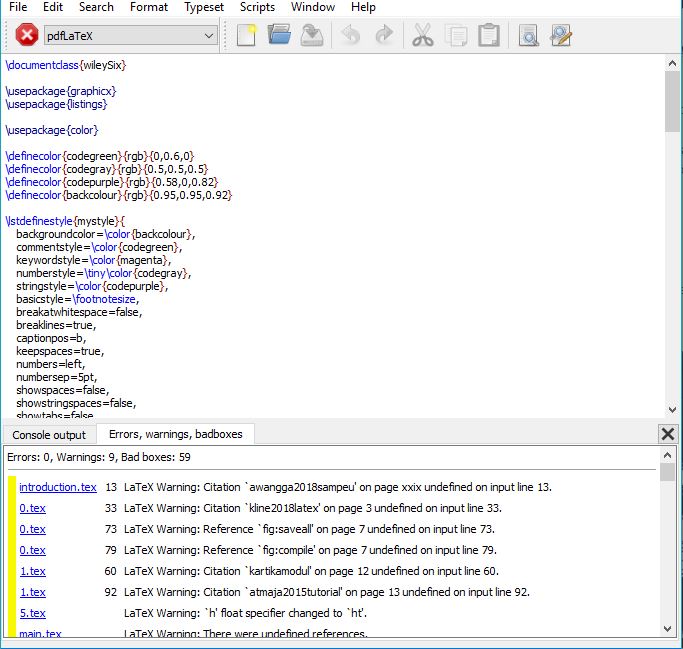 File Edit Search Format Typeset Scripts Window Help
pdfLaTeX
\documentclass{wileySix}
\usepackage{graphicx}
\usepackage{listings}
\usepackage{color}
\definecolor{codegreen}{rgb}{0,0.6,0}
\definecolor{codegray}{rgb}{0.5,0.5,0.5}
\definecolor{codepurple}{rgb}{0.58,0,0.82}
\definecolor{backcolour}{rgb}{0.95,0.95,0.92}
\lstdefinestyle{mystyle}{
backgroundcolor=\color{backcolour},
commentstyle=\color{codegreen},
keywordstyle=\color{magenta},
numberstyle=\tiny\color{codegray},
stringstyle=\color{codepurple},
basicstyle=\footnotesize,
breakatwhitespace=false,
breaklines=true,
captionpos=b,
keepspaces=true,
numbers=left,
numbersep=5pt,
showspaces=false,
showstringspaces=false,
showtabs=false
Console output Errors, warnings, badboxes
Errors: 0, Warnings: 9, Bad boxes: 59
introduction.tex 13 LaTeX Warning: Citation `awangga2018sampeu' on page xxix undefined on input line 13.
0.tex 33 LaTeX Warning: Citation `kline2018latex' on page 3 undefined on input line 33.
0.tex 73 LaTeX Warning: Reference `fig:saveall' on page 7 undefined on input line 73.
0.tex 79 LaTeX Warning: Reference `fig:compile' on page 7 undefined on input line 79.
1.tex 60 LaTeX Warning: Citation `kartikamodul' on page 12 undefined on input line 60.
1.tex 92 LaTeX Warning: Citation `atmaja2015tutorial' on page 13 undefined on input line 92.
5.tex LaTeX Warning: `h' float specifier changed to `ht'.
main.tex LaTeX Warning: There were undefined references.